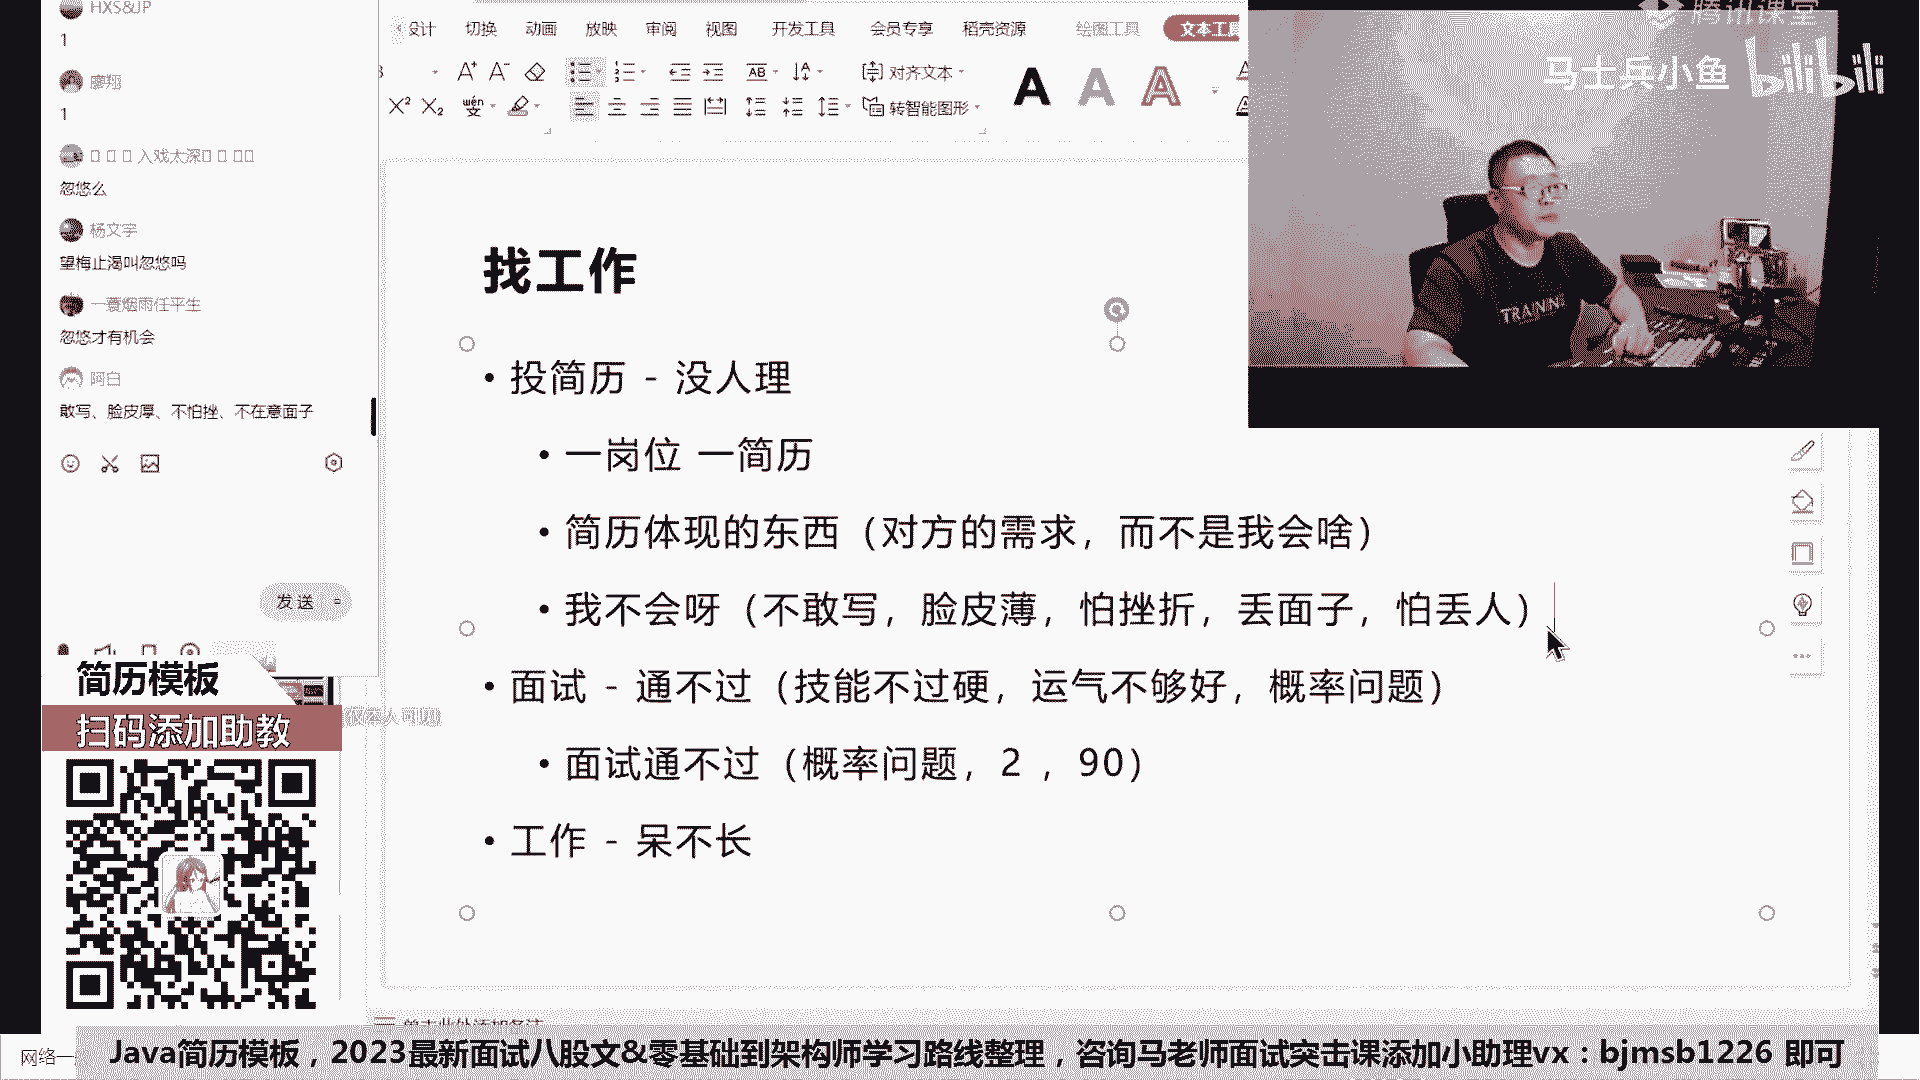 HXS&JP
1
廖翔
1
入戏太深
忽悠么
杨文宇
望梅止渴叫忽悠吗
一蓑烟雨任平生
忽悠才有机会
阿白
敢写、脸皮厚、不怕挫、不在意面子
发送
设计 切换 动画 放映 审阅 视图 开发工具 会员专享 稻壳资源 绘图工具 文本工具
对齐文本
转智能图形
腾讯课堂
马士兵小鱼 bilibili
TRAINING
找工作
• 投简历 - 没人理
• 一岗位 一简历
• 简历体现的东西（对方的需求，而不是我会啥）
• 我不会呀（不敢写，脸皮薄，怕挫折，丢面子，怕丢人）
• 面试 - 通不过（技能不过硬，运气不够好，概率问题）
• 面试通不过（概率问题，2 ，90）
• 工作 - 呆不长
简历模板
扫码添加助教
单击此处添加备注
网络一
Java简历模板，2023最新面试八股文&零基础到架构师学习路线整理，咨询马老师面试突击课添加小助理vx：bjmsb1226 即可